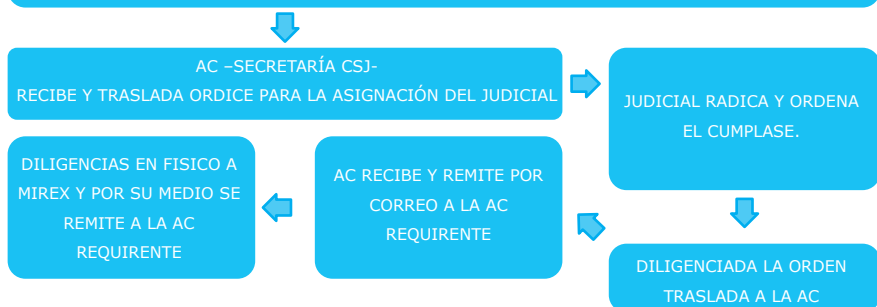 AC –SECRETARÍA CSJ-
RECIBE Y TRASLADA ORDICE PARA LA ASIGNACIÓN DEL JUDICIAL
JUDICIAL RADICA Y ORDENA
EL CUMPLASE.
DILIGENCIADA LA ORDEN
TRASLADA A LA AC
AC RECIBE Y REMITE POR
CORREO A LA AC
REQUIRENTE
DILIGENCIAS EN FISICO A
MIREX Y POR SU MEDIO SE
REMITE A LA AC
REQUIRENTE